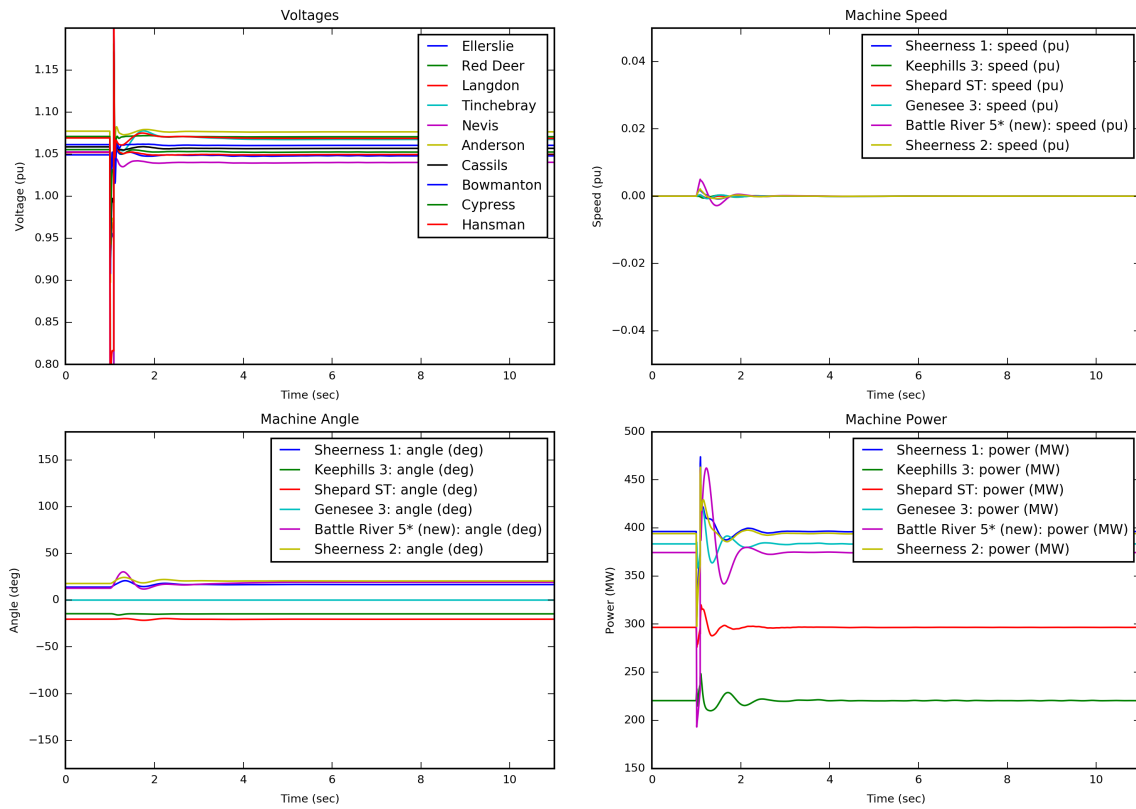 Voltages
1.15
1.10
1.05
1.00
0.95
0.90
0.85
0.80
Voltage (pu)
Ellerslie
Red Deer
Langdon
Tinchebray
Nevis
Anderson
Cassils
Bowmanton
Cypress
Hansman
0 2 4 6 8 10
Time (sec)
Machine Speed
0.04
0.02
0.00
−0.02
−0.04
Speed (pu)
Sheerness 1: speed (pu)
Keephills 3: speed (pu)
Shepard ST: speed (pu)
Genesee 3: speed (pu)
Battle River 5* (new): speed (pu)
Sheerness 2: speed (pu)
0 2 4 6 8 10
Time (sec)
Machine Angle
150
100
50
0
−50
−100
−150
Angle (deg)
Sheerness 1: angle (deg)
Keephills 3: angle (deg)
Shepard ST: angle (deg)
Genesee 3: angle (deg)
Battle River 5* (new): angle (deg)
Sheerness 2: angle (deg)
0 2 4 6 8 10
Time (sec)
Machine Power
500
450
400
350
300
250
200
150
Power (MW)
Sheerness 1: power (MW)
Keephills 3: power (MW)
Shepard ST: power (MW)
Genesee 3: power (MW)
Battle River 5* (new): power (MW)
Sheerness 2: power (MW)
0 2 4 6 8 10
Time (sec)